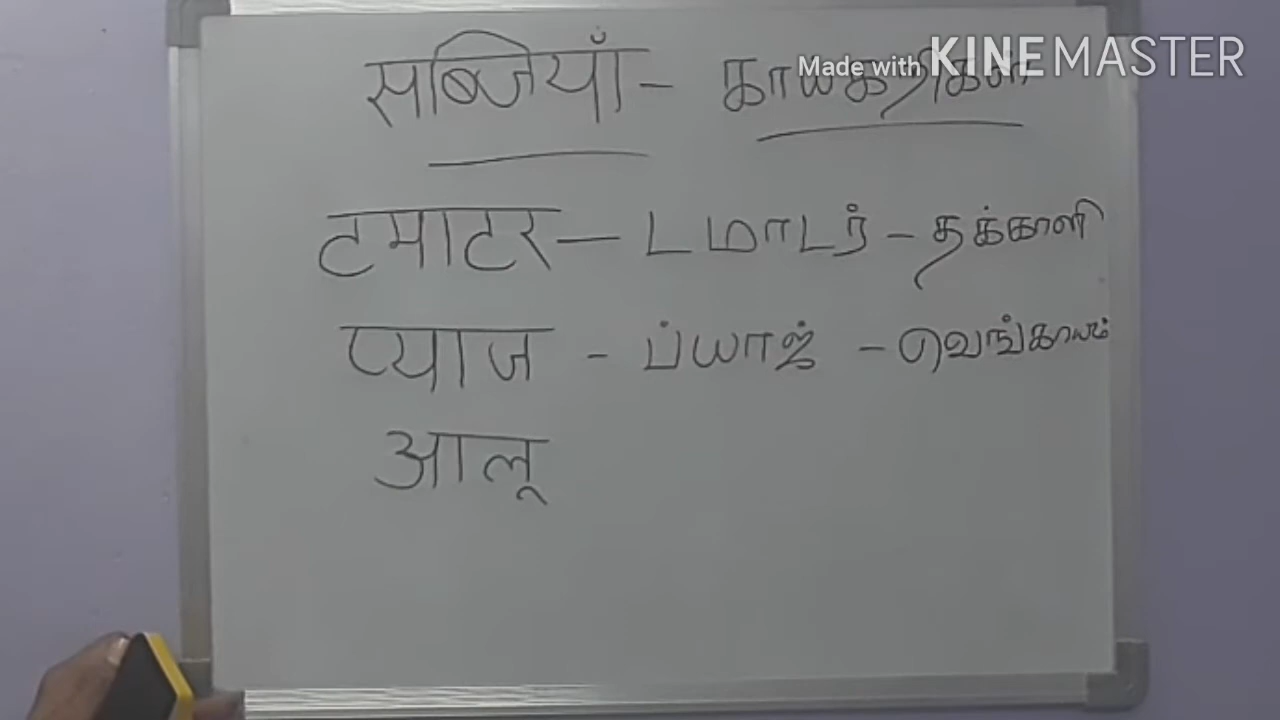 Made with KINEMASTER
सब्जियाँ - காய்கறிகள்
टमाटर - டமாடர் - தக்காளி
प्याज - ப்யாஜ் - வெங்காயம்
आलू